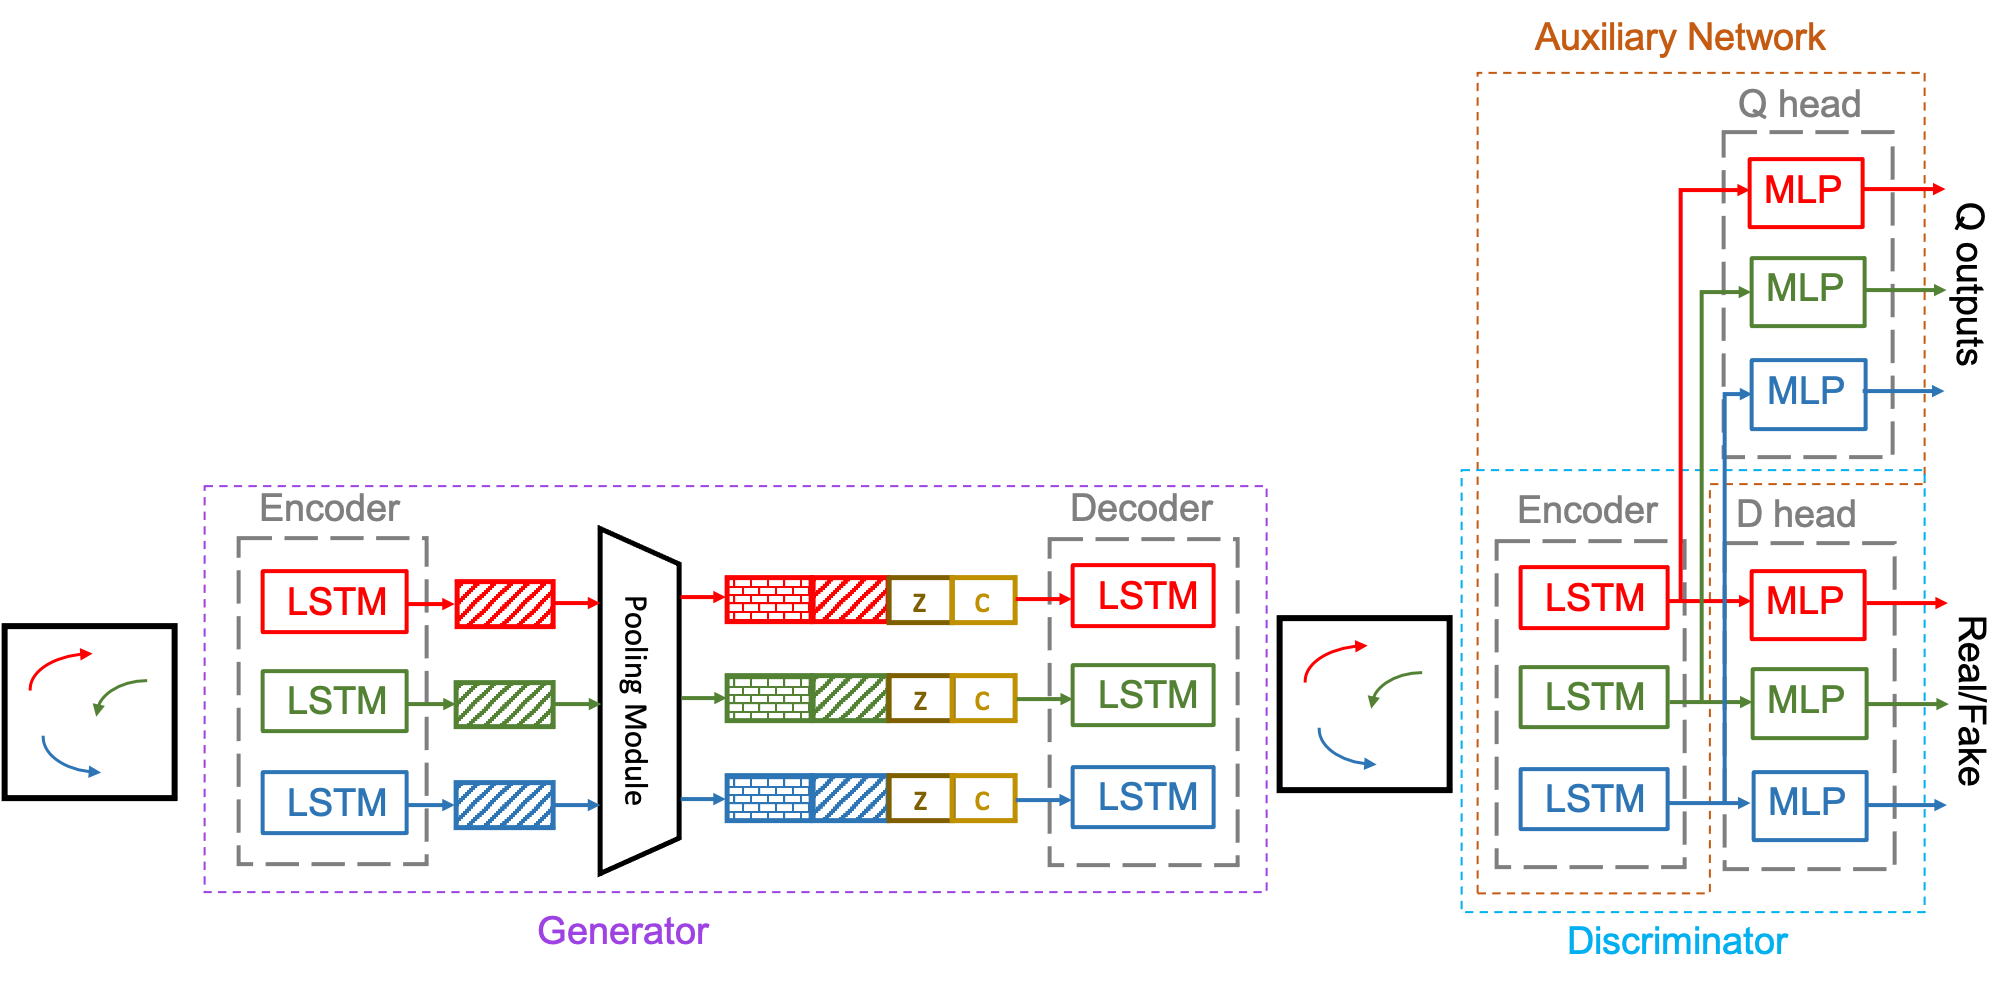 Auxiliary Network
Q head
MLP
MLP
MLP
Q outputs
Encoder
LSTM
LSTM
LSTM
Pooling Module
z c
z c
z c
Decoder
LSTM
LSTM
LSTM
Generator
Encoder
LSTM
LSTM
LSTM
D head
MLP
MLP
MLP
Real/Fake
Discriminator